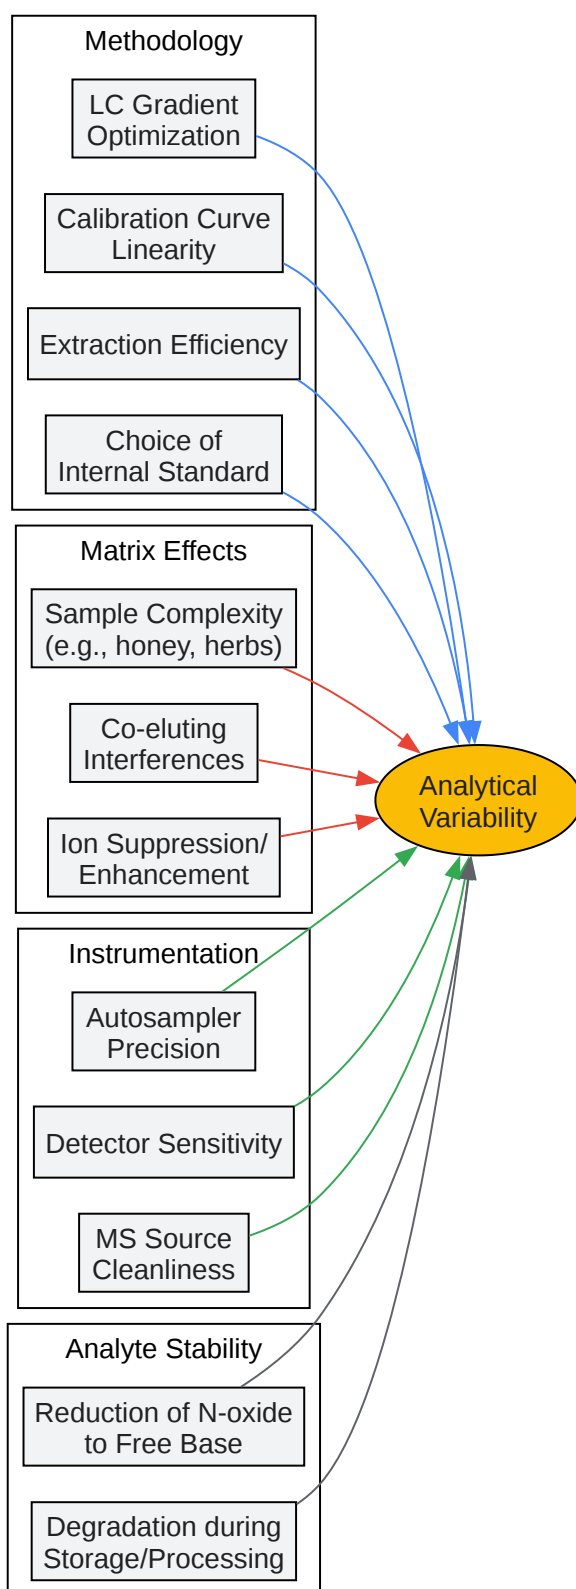 Methodology
LC Gradient
Optimization
Calibration Curve
Linearity
Extraction Efficiency
Choice of
Internal Standard
Matrix Effects
Sample Complexity
(e.g., honey, herbs)
Co-eluting
Interferences
Ion Suppression/
Enhancement
Analytical
Variability
Instrumentation
Autosampler
Precision
Detector Sensitivity
MS Source
Cleanliness
Analyte Stability
Reduction of N-oxide
to Free Base
Degradation during
Storage/Processing